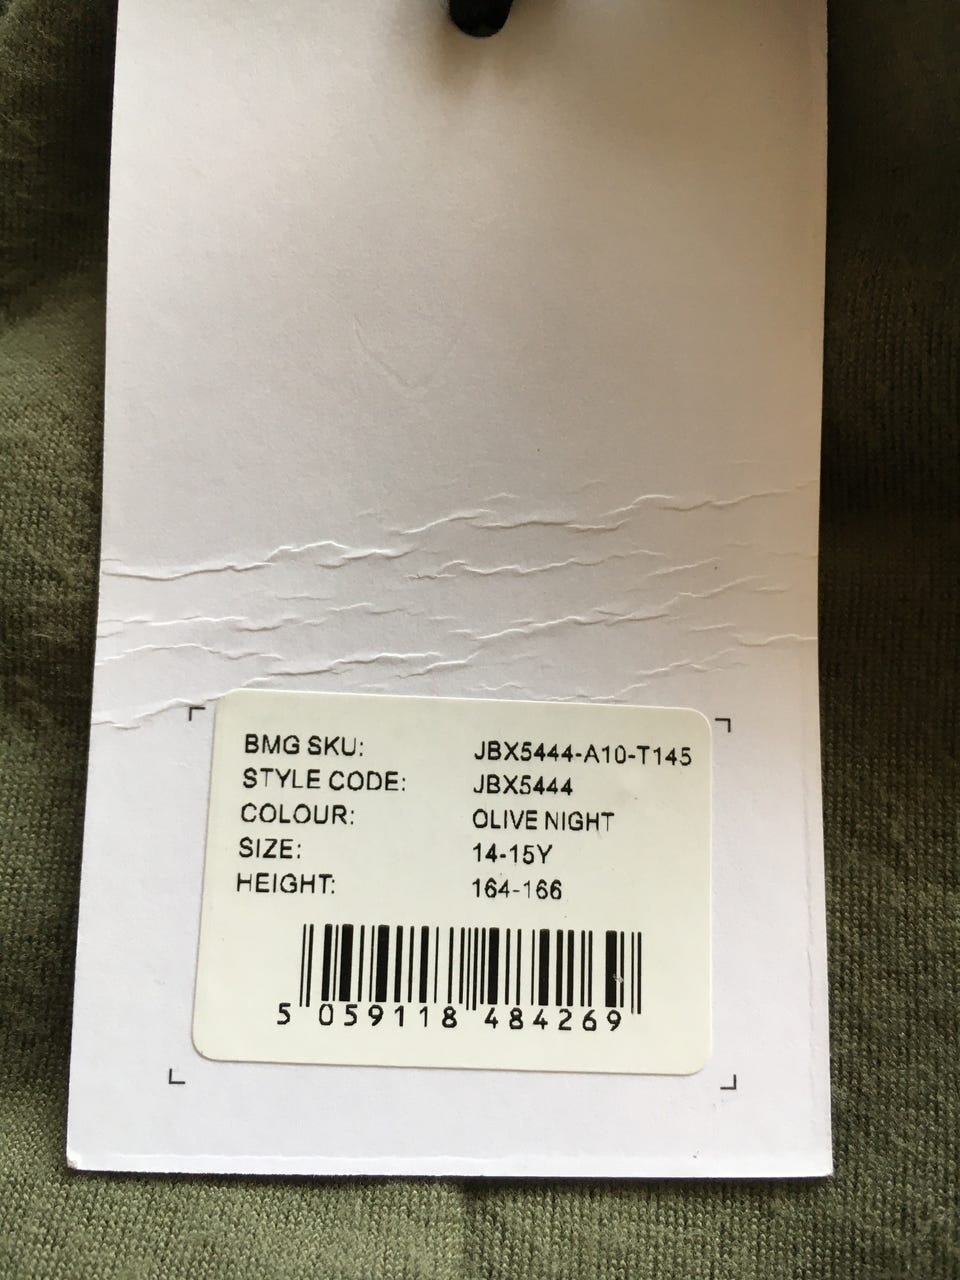 BMG SKU: JBX5444-A10-T145
STYLE CODE: JBX5444
COLOUR: OLIVE NIGHT
SIZE: 14-15Y
HEIGHT: 164-166
5 059118 484269